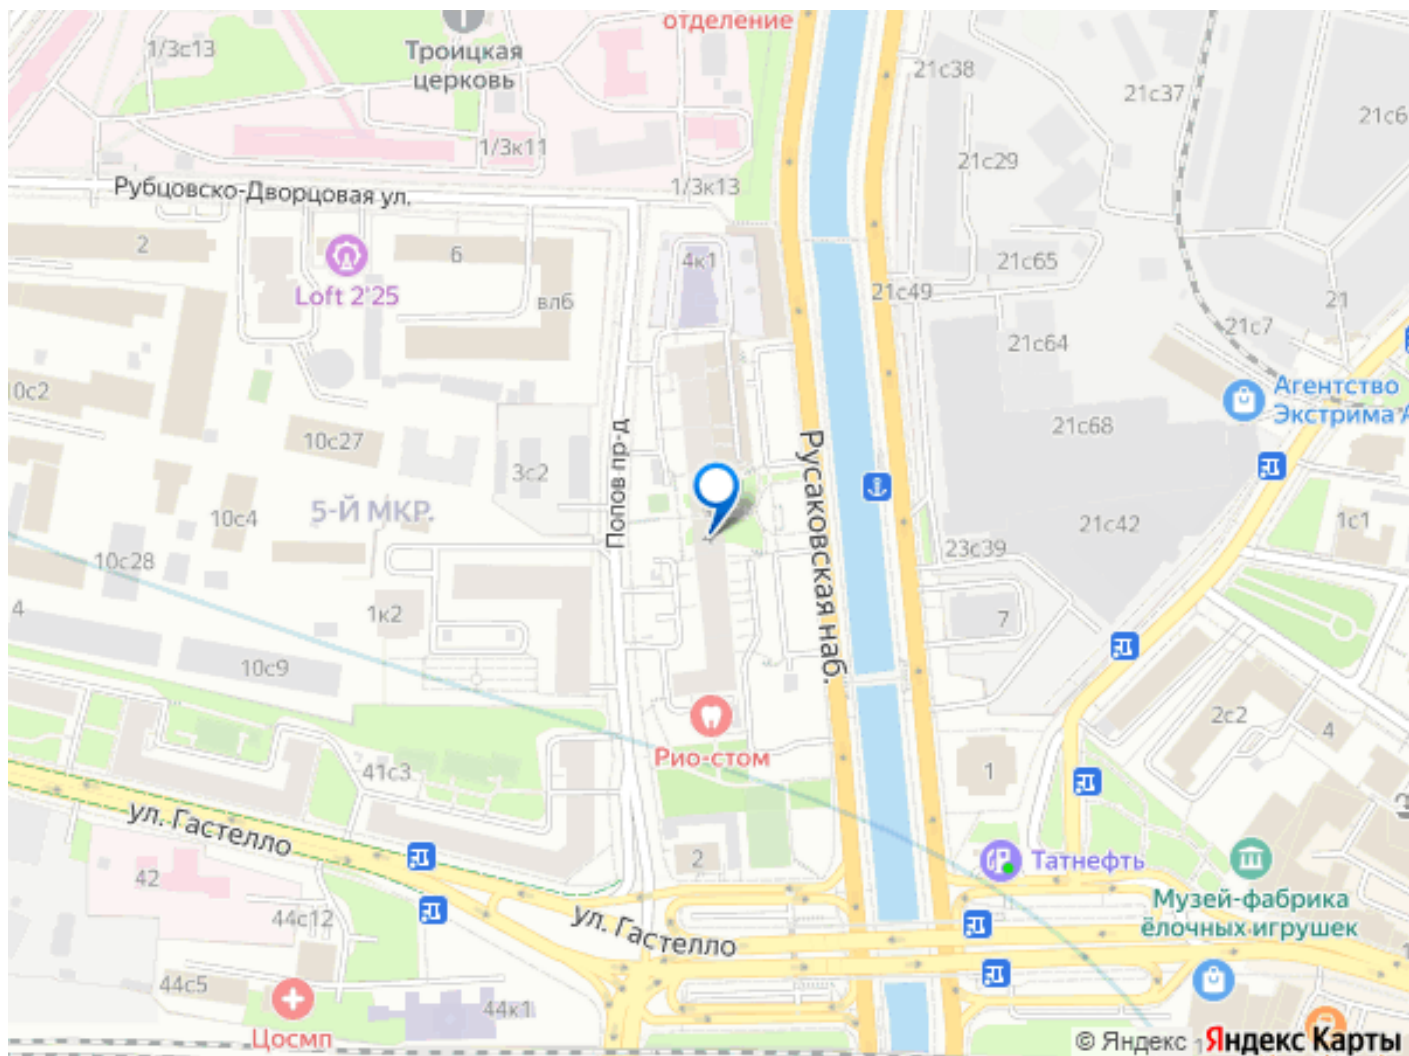 отделение
1/3с13
Троицкая
церковь
21с38
21с37
21с6
1/3к11
21с29
Рубцовско-Дворцовая ул.
1/3к13
2
6
4к1
21с65
Loft 2'25
вл6
21с49
21
21с7
21с64
10с2
Агентство
Экстрима А
21с68
10с27
Попов пр-д
Русаковская наб.
3с2
5-Й МКР.
10с4
21с42
1с1
10с28
23с39
4
1к2
7
10с9
2с2
4
Рио-стом
41с3
1
ул. Гастелло
2
Татнефть
42
Музей-фабрика
ёлочных игрушек
44с12
ул. Гастелло
44с5
44к1
Цосмп
© Яндекс
Яндекс Карты